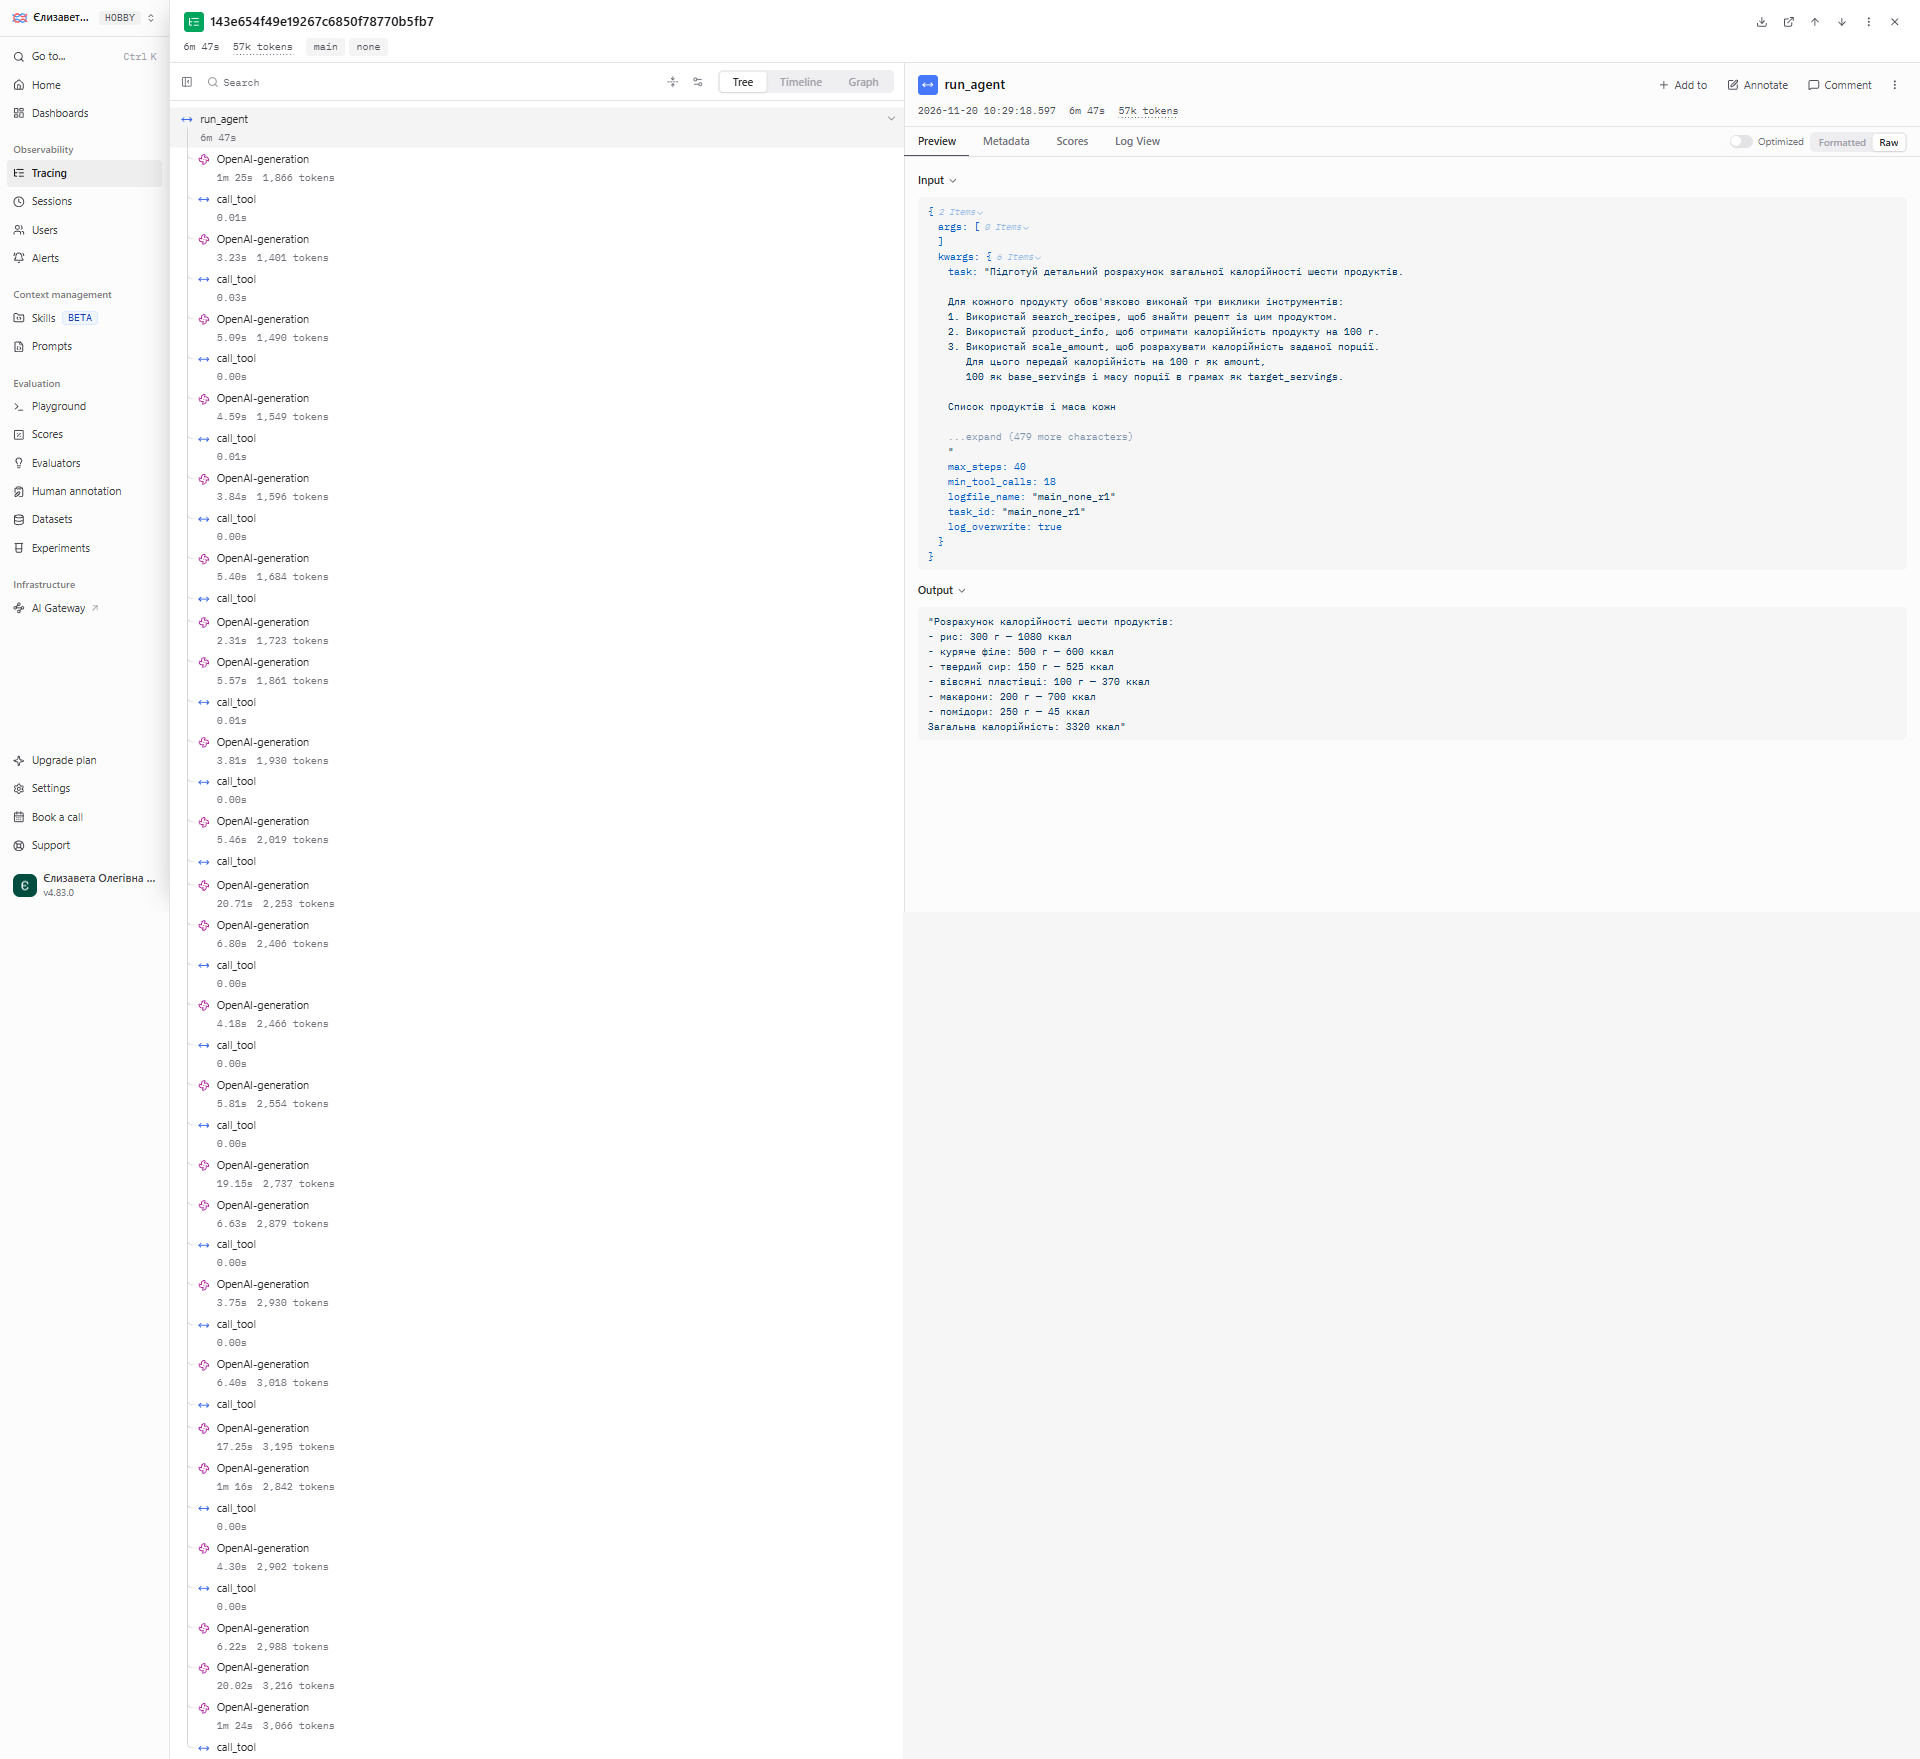 Єлизавет... HOBBY
Go to... Ctrl K
Home
Dashboards
Observability
Tracing
Sessions
Users
Alerts
Context management
Skills BETA
Prompts
Evaluation
Playground
Scores
Evaluators
Human annotation
Datasets
Experiments
Infrastructure
AI Gateway
Upgrade plan
Settings
Book a call
Support
Є Єлизавета Олегівна ...
v4.83.0
143e654f49e19267c6850f78770b5fb7
6m 47s 57k tokens main none
Search
Tree Timeline Graph
run_agent
6m 47s
OpenAI-generation
1m 25s 1,866 tokens
call_tool
0.01s
OpenAI-generation
3.23s 1,401 tokens
call_tool
0.03s
OpenAI-generation
5.09s 1,490 tokens
call_tool
0.00s
OpenAI-generation
4.59s 1,549 tokens
call_tool
0.01s
OpenAI-generation
3.84s 1,596 tokens
call_tool
0.00s
OpenAI-generation
5.40s 1,684 tokens
call_tool
OpenAI-generation
2.31s 1,723 tokens
OpenAI-generation
5.57s 1,861 tokens
call_tool
0.01s
OpenAI-generation
3.81s 1,930 tokens
call_tool
0.00s
OpenAI-generation
5.46s 2,019 tokens
call_tool
OpenAI-generation
20.71s 2,253 tokens
OpenAI-generation
6.80s 2,406 tokens
call_tool
0.00s
OpenAI-generation
4.18s 2,466 tokens
call_tool
0.00s
OpenAI-generation
5.81s 2,554 tokens
call_tool
0.00s
OpenAI-generation
19.15s 2,737 tokens
OpenAI-generation
6.63s 2,879 tokens
call_tool
0.00s
OpenAI-generation
3.75s 2,930 tokens
call_tool
0.00s
OpenAI-generation
6.40s 3,018 tokens
call_tool
OpenAI-generation
17.25s 3,195 tokens
OpenAI-generation
1m 16s 2,842 tokens
call_tool
0.00s
OpenAI-generation
4.30s 2,902 tokens
call_tool
0.00s
OpenAI-generation
6.22s 2,988 tokens
OpenAI-generation
20.02s 3,216 tokens
OpenAI-generation
1m 24s 3,066 tokens
call_tool
run_agent
Add to Annotate Comment
2026-11-20 10:29:18.597 6m 47s 57k tokens
Preview Metadata Scores Log View
Optimized Formatted Raw
Input
{ 2 Items
args: [ 0 Items
]
kwargs: { 6 Items
task: "Підготуй детальний розрахунок загальної калорійності шести продуктів.
Для кожного продукту обов'язково виконай три виклики інструментів:
1. Використай search_recipes, щоб знайти рецепт із цим продуктом.
2. Використай product_info, щоб отримати калорійність продукту на 100 г.
3. Використай scale_amount, щоб розрахувати калорійність заданої порції.
Для цього передай калорійність на 100 г як amount,
100 як base_servings і масу порції в грамах як target_servings.
Список продуктів і маса кожн
...expand (479 more characters)
"
max_steps: 40
min_tool_calls: 18
logfile_name: "main_none_r1"
task_id: "main_none_r1"
log_overwrite: true
}
}
Output
"Розрахунок калорійності шести продуктів:
- рис: 300 г — 1080 ккал
- куряче філе: 500 г — 600 ккал
- твердий сир: 150 г — 525 ккал
- вівсяні пластівці: 100 г — 370 ккал
- макарони: 200 г — 700 ккал
- помідори: 250 г — 45 ккал
Загальна калорійність: 3320 ккал"